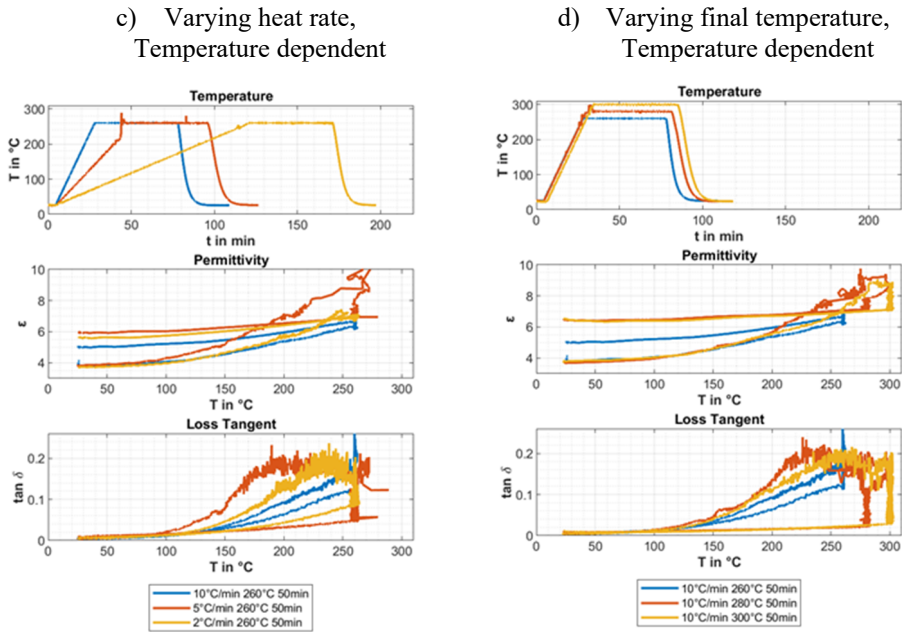 c) Varying heat rate,
Temperature dependent
Temperature
300
200
100
0
T in °C
0 50 100 150 200
t in min
Permittivity
10
8
6
4
ε
0 50 100 150 200 250 300
T in °C
Loss Tangent
0.2
0.1
0
tan δ
0 50 100 150 200 250 300
T in °C
10°C/min 260°C 50min
5°C/min 260°C 50min
2°C/min 260°C 50min
d) Varying final temperature,
Temperature dependent
Temperature
300
200
100
0
T in °C
0 50 100 150 200
t in min
Permittivity
10
8
6
4
ε
0 50 100 150 200 250 300
T in °C
Loss Tangent
0.2
0.1
0
tan δ
0 50 100 150 200 250 300
T in °C
10°C/min 260°C 50min
10°C/min 280°C 50min
10°C/min 300°C 50min